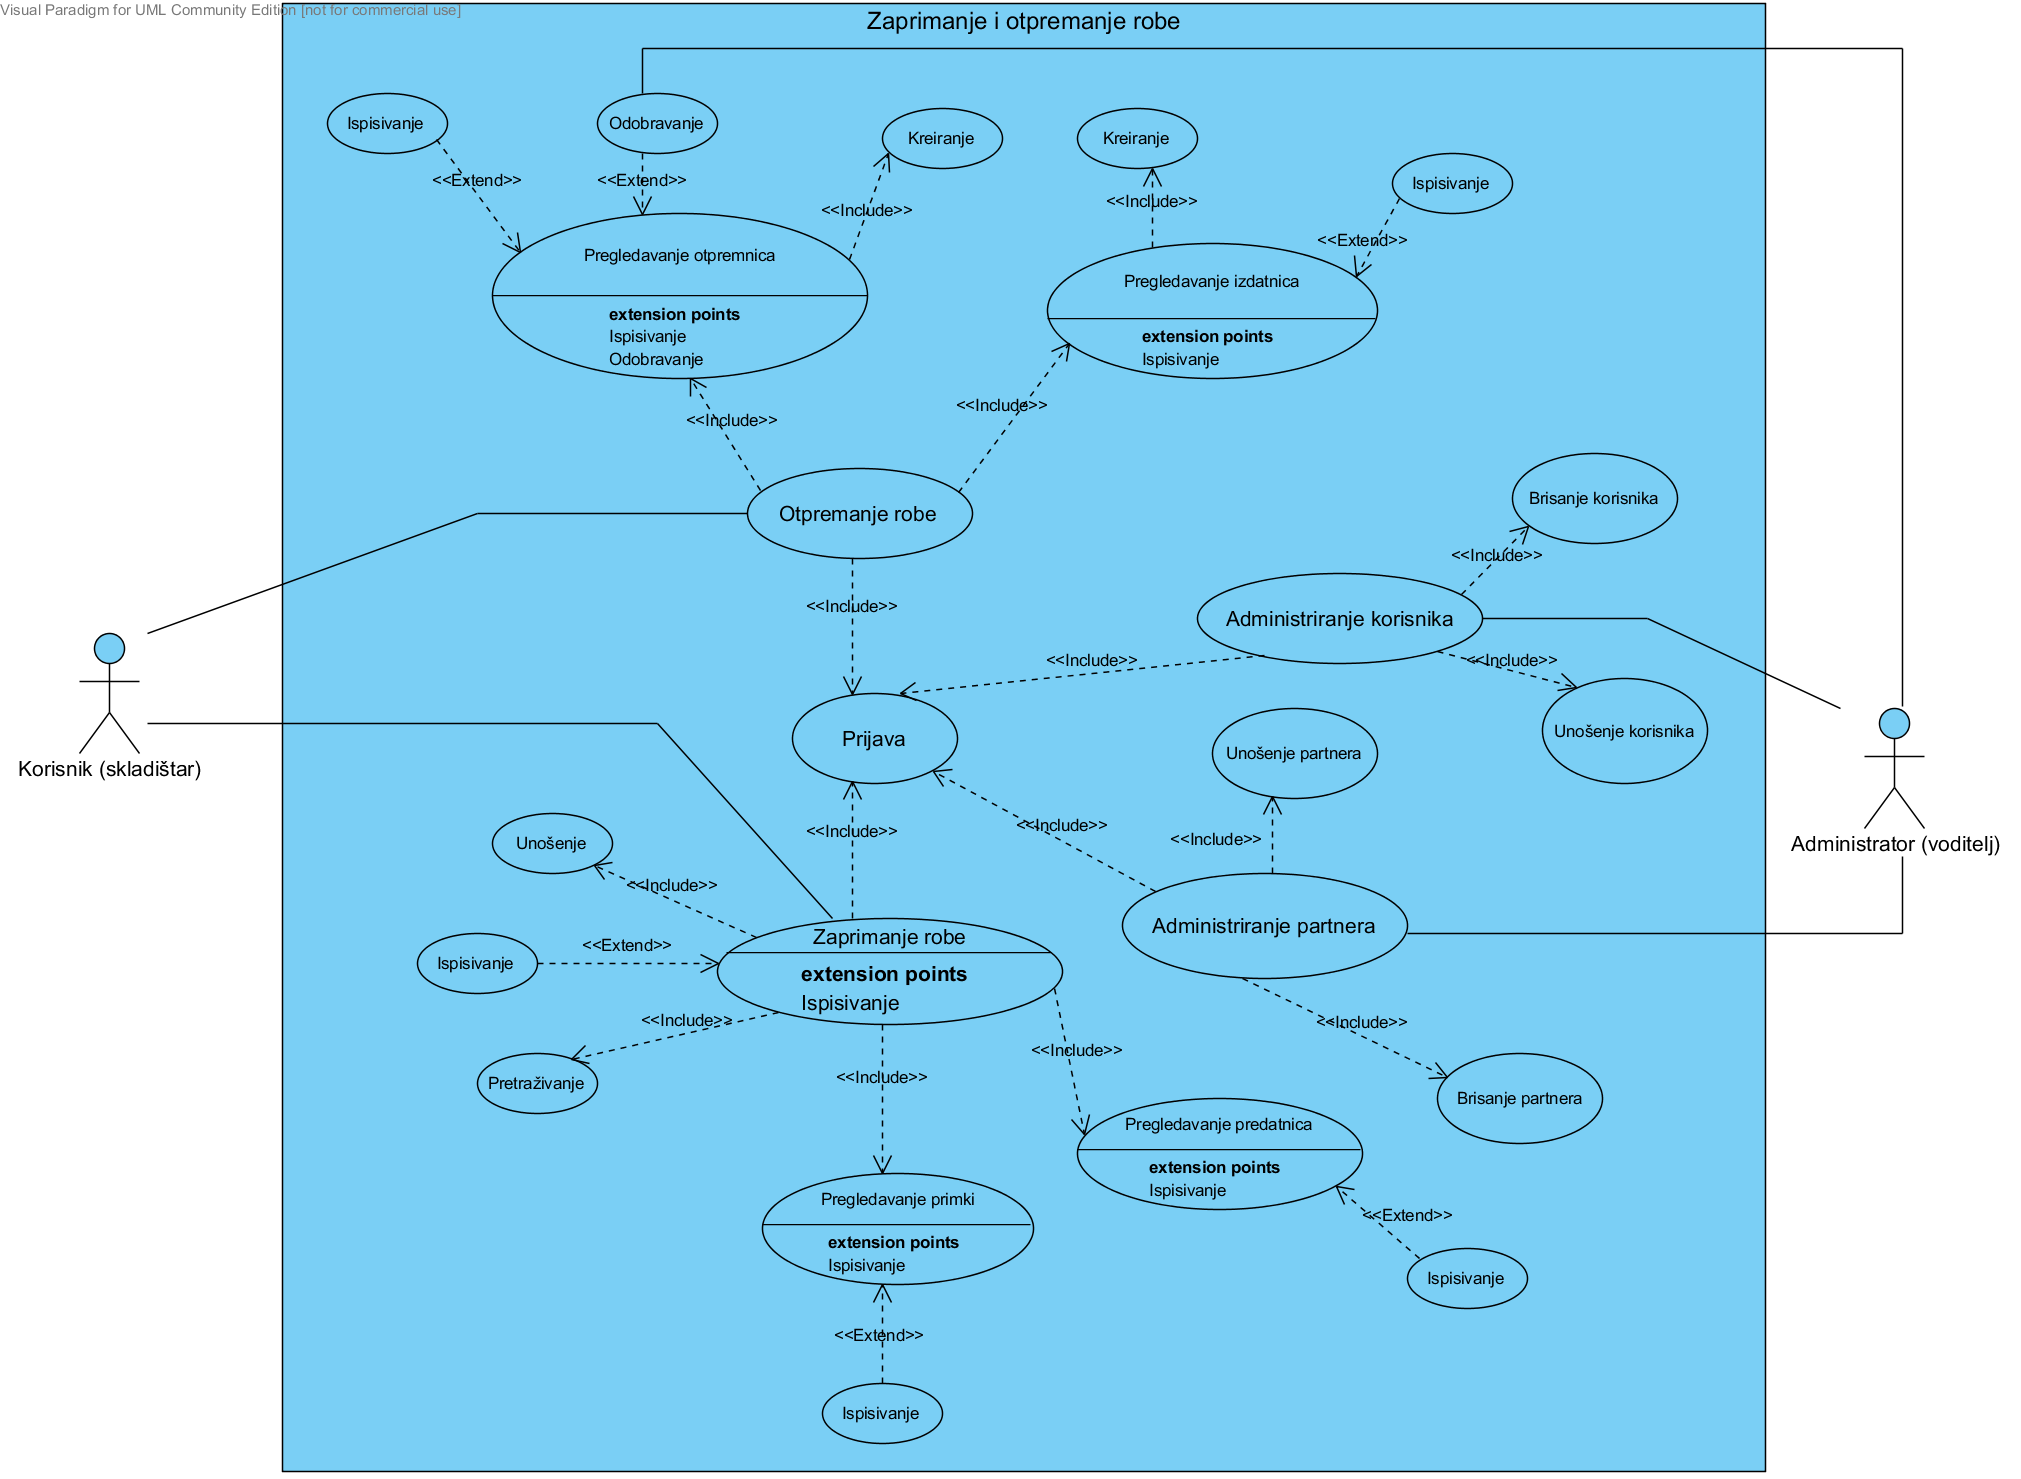 Visual Paradigm for UML Community Edition [not for commercial use]
Zaprimanje i otpremanje robe
Ispisivanje
Odobravanje
Kreiranje
Kreiranje
Ispisivanje
<<Extend>>
<<Extend>>
<<Include>>
<<Include>>
<<Extend>>
Pregledavanje otpremnica
extension points
Ispisivanje
Odobravanje
Pregledavanje izdatnica
extension points
Ispisivanje
<<Include>>
<<Include>>
Otpremanje robe
Brisanje korisnika
<<Include>>
<<Include>>
Administriranje korisnika
<<Include>>
<<Include>>
Unošenje korisnika
Prijava
Unošenje partnera
Korisnik (skladištar)
Administrator (voditelj)
<<Include>>
<<Include>>
<<Include>>
Unošenje
<<Include>>
Administriranje partnera
Ispisivanje
<<Extend>>
Zaprimanje robe
extension points
Ispisivanje
<<Include>>
<<Include>>
<<Include>>
<<Include>>
Pretraživanje
Brisanje partnera
Pregledavanje predatnica
extension points
Ispisivanje
Pregledavanje primki
extension points
Ispisivanje
<<Extend>>
Ispisivanje
<<Extend>>
Ispisivanje